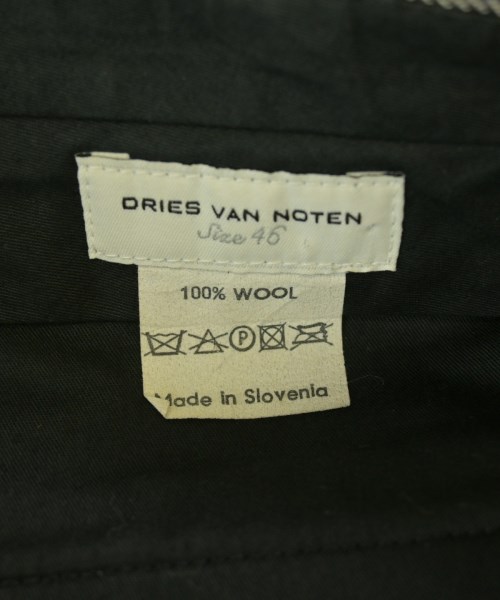 DRIES VAN NOTEN
Size 46
100% WOOL
P
Made in Slovenia